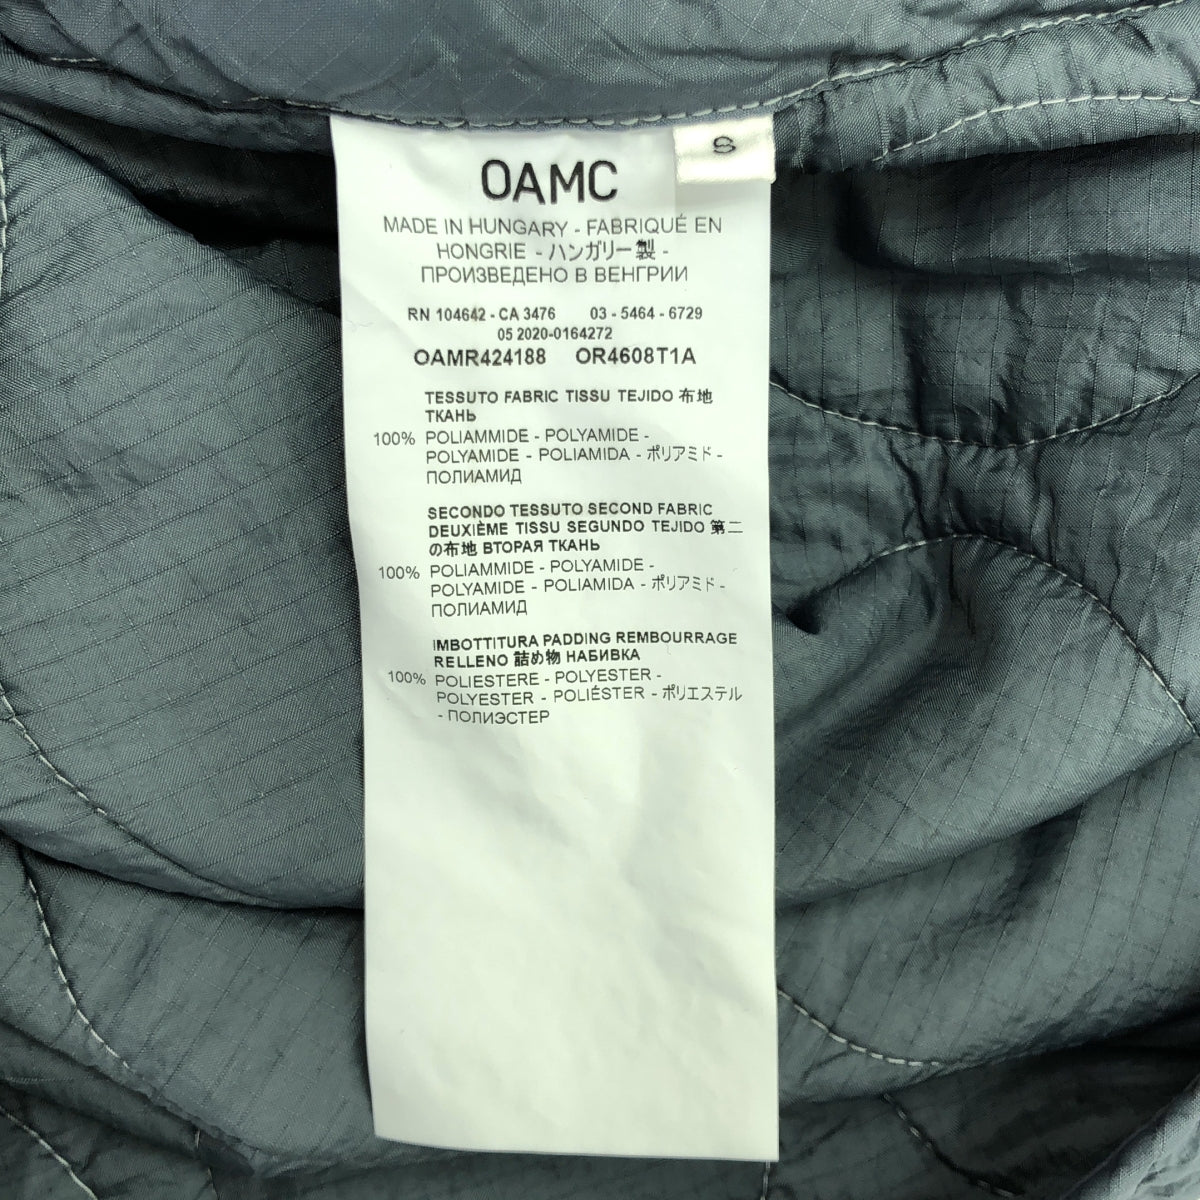 S
OAMC
MADE IN HUNGARY - FABRIQUÉ EN
HONGRIE - ハンガリー製 -
ПРОИЗВЕДЕНО В ВЕНГРИИ
RN 104642 - CA 3476 03 - 5464 - 6729
05 2020-0164272
OAMR424188 OR4608T1A
TESSUTO FABRIC TISSU TEJIDO 布地
ТКАНЬ
100% POLIAMMIDE - POLYAMIDE -
POLYAMIDE - POLIAMIDA - ポリアミド -
ПОЛИАМИД
SECONDO TESSUTO SECOND FABRIC
DEUXIÈME TISSU SEGUNDO TEJIDO 第二
の布地 ВТОРАЯ ТКАНЬ
100% POLIAMMIDE - POLYAMIDE -
POLYAMIDE - POLIAMIDA - ポリアミド -
ПОЛИАМИД
IMBOTTITURA PADDING REMBOURRAGE
RELLENO 詰め物 НАБИВКА
100% POLIESTERE - POLYESTER -
POLYESTER - POLIÉSTER - ポリエステル
- ПОЛИЭСТЕР